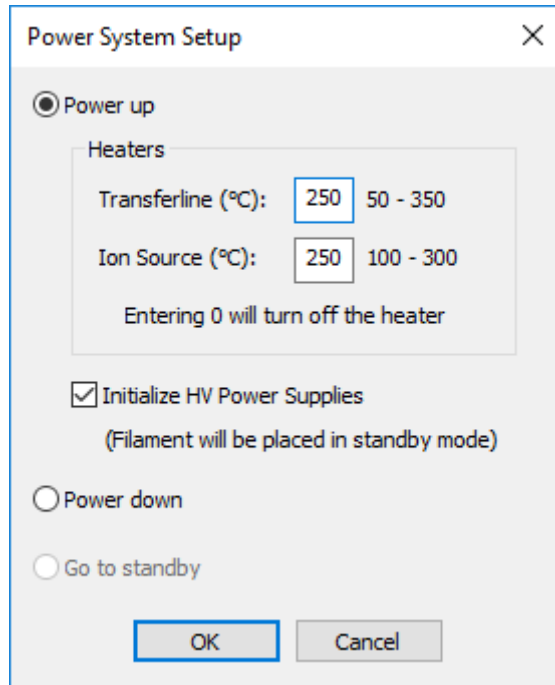 Power System Setup
Power up
Heaters
Transferline (ºC): 250 50 - 350
Ion Source (ºC): 250 100 - 300
Entering 0 will turn off the heater
Initialize HV Power Supplies
(Filament will be placed in standby mode)
Power down
Go to standby
OK Cancel